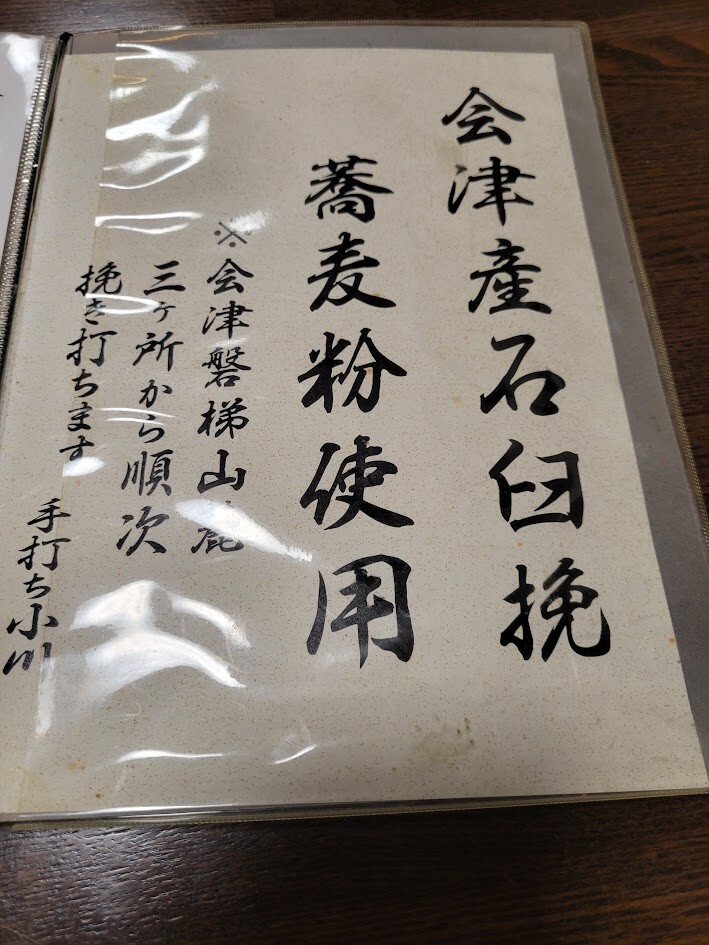 会津産石臼挽
蕎麦粉使用
※会津磐梯山麓
三ヶ所から順次
挽き打ちます
手打ち小川